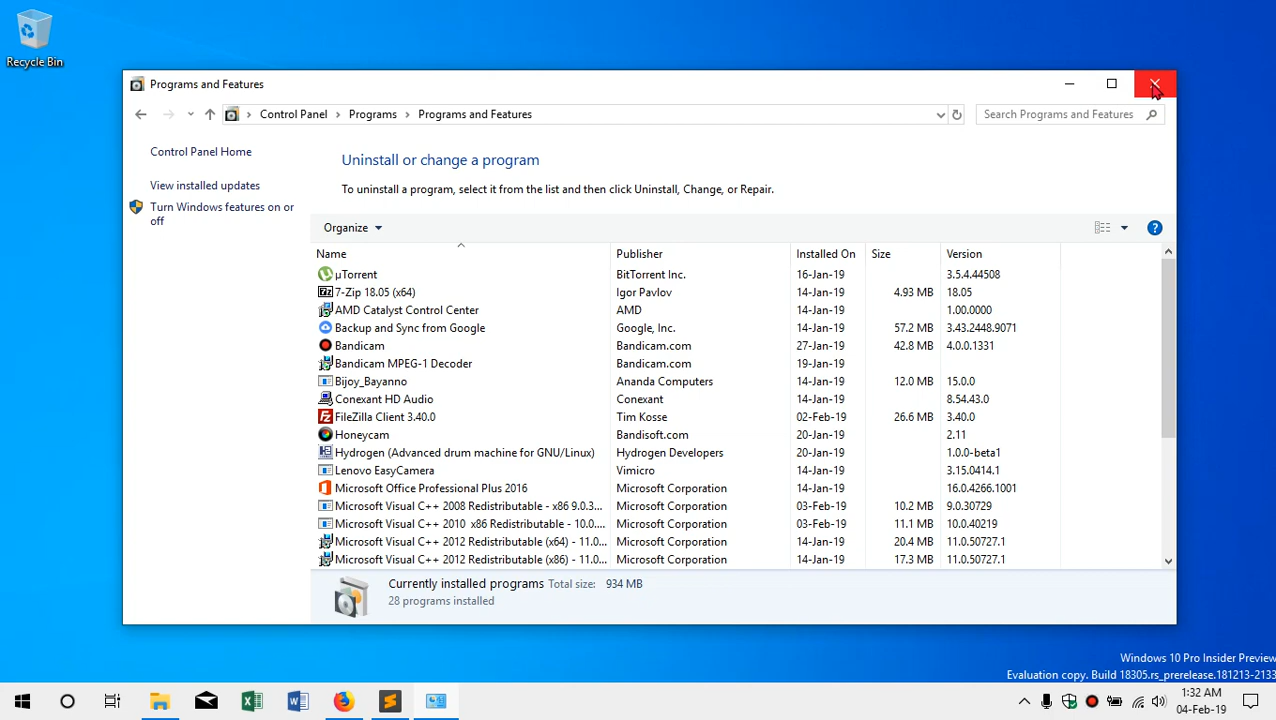 Recycle Bin
Programs and Features
Control Panel > Programs > Programs and Features
Search Programs and Features
Control Panel Home
View installed updates
Turn Windows features on or
off
Uninstall or change a program
To uninstall a program, select it from the list and then click Uninstall, Change, or Repair.
Organize
Name Publisher Installed On Size Version
µTorrent BitTorrent Inc. 16-Jan-19 3.5.4.44508
7-Zip 18.05 (x64) Igor Pavlov 14-Jan-19 4.93 MB 18.05
AMD Catalyst Control Center AMD 14-Jan-19 1.00.0000
Backup and Sync from Google Google, Inc. 14-Jan-19 57.2 MB 3.43.2448.9071
Bandicam Bandicam.com 27-Jan-19 42.8 MB 4.0.0.1331
Bandicam MPEG-1 Decoder Bandicam.com 19-Jan-19
Bijoy_Bayanno Ananda Computers 14-Jan-19 12.0 MB 15.0.0
Conexant HD Audio Conexant 14-Jan-19 8.54.43.0
FileZilla Client 3.40.0 Tim Kosse 02-Feb-19 26.6 MB 3.40.0
Honeycam Bandisoft.com 20-Jan-19 2.11
Hydrogen (Advanced drum machine for GNU/Linux) Hydrogen Developers 20-Jan-19 1.0.0-beta1
Lenovo EasyCamera Vimicro 14-Jan-19 3.15.0414.1
Microsoft Office Professional Plus 2016 Microsoft Corporation 14-Jan-19 16.0.4266.1001
Microsoft Visual C++ 2008 Redistributable - x86 9.0.3... Microsoft Corporation 03-Feb-19 10.2 MB 9.0.30729
Microsoft Visual C++ 2010 x86 Redistributable - 10.0.... Microsoft Corporation 03-Feb-19 11.1 MB 10.0.40219
Microsoft Visual C++ 2012 Redistributable (x64) - 11.0... Microsoft Corporation 14-Jan-19 20.4 MB 11.0.50727.1
Microsoft Visual C++ 2012 Redistributable (x86) - 11.0... Microsoft Corporation 14-Jan-19 17.3 MB 11.0.50727.1
Currently installed programs Total size: 934 MB
28 programs installed
Windows 10 Pro Insider Preview
Evaluation copy. Build 18305.rs_prerelease.181213-2133
1:32 AM
04-Feb-19